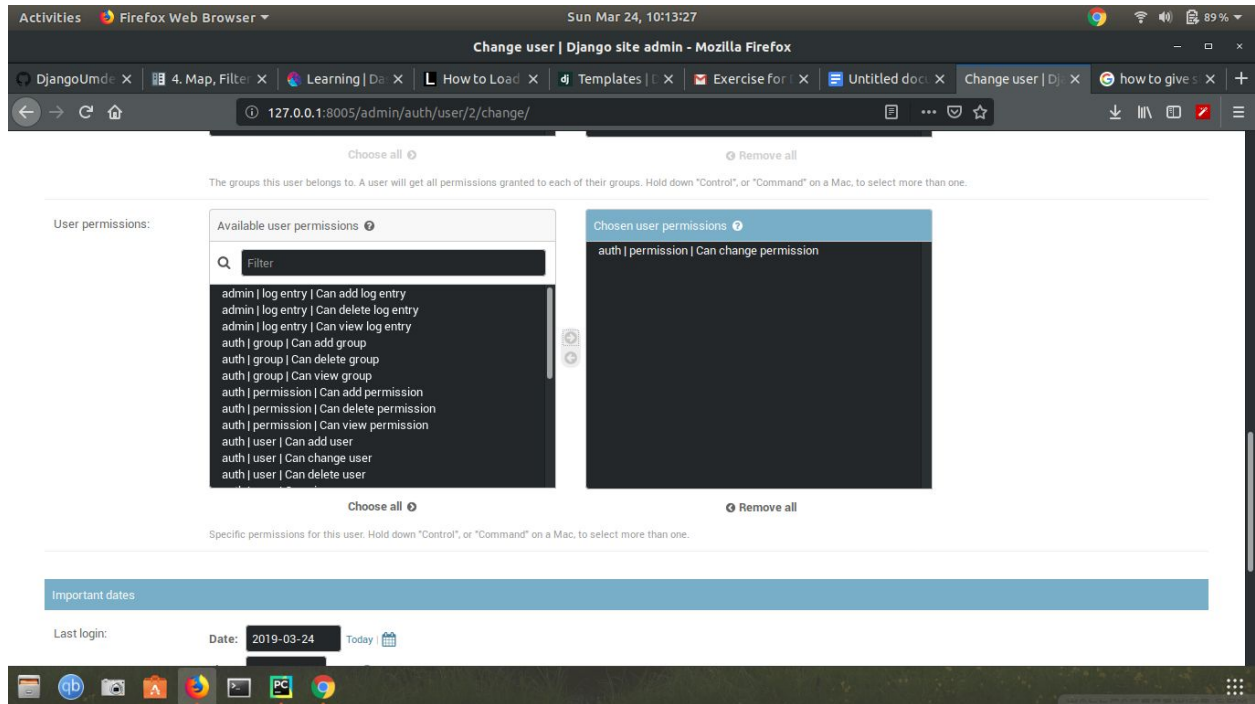 Activities Firefox Web Browser Sun Mar 24, 10:13:27 89 %
Change user | Django site admin - Mozilla Firefox
DjangoUmde 4. Map, Filter Learning | Da How to Load Templates | D Exercise for Untitled docu Change user | Dj how to give s
127.0.0.1:8005/admin/auth/user/2/change/
Choose all Remove all
The groups this user belongs to. A user will get all permissions granted to each of their groups. Hold down "Control", or "Command" on a Mac, to select more than one.
User permissions:
Available user permissions
Filter
admin | log entry | Can add log entry
admin | log entry | Can delete log entry
admin | log entry | Can view log entry
auth | group | Can add group
auth | group | Can delete group
auth | group | Can view group
auth | permission | Can add permission
auth | permission | Can delete permission
auth | permission | Can view permission
auth | user | Can add user
auth | user | Can change user
auth | user | Can delete user
Choose all
Chosen user permissions
auth | permission | Can change permission
Remove all
Specific permissions for this user. Hold down "Control", or "Command" on a Mac, to select more than one.
Important dates
Last login:
Date: 2019-03-24 Today |